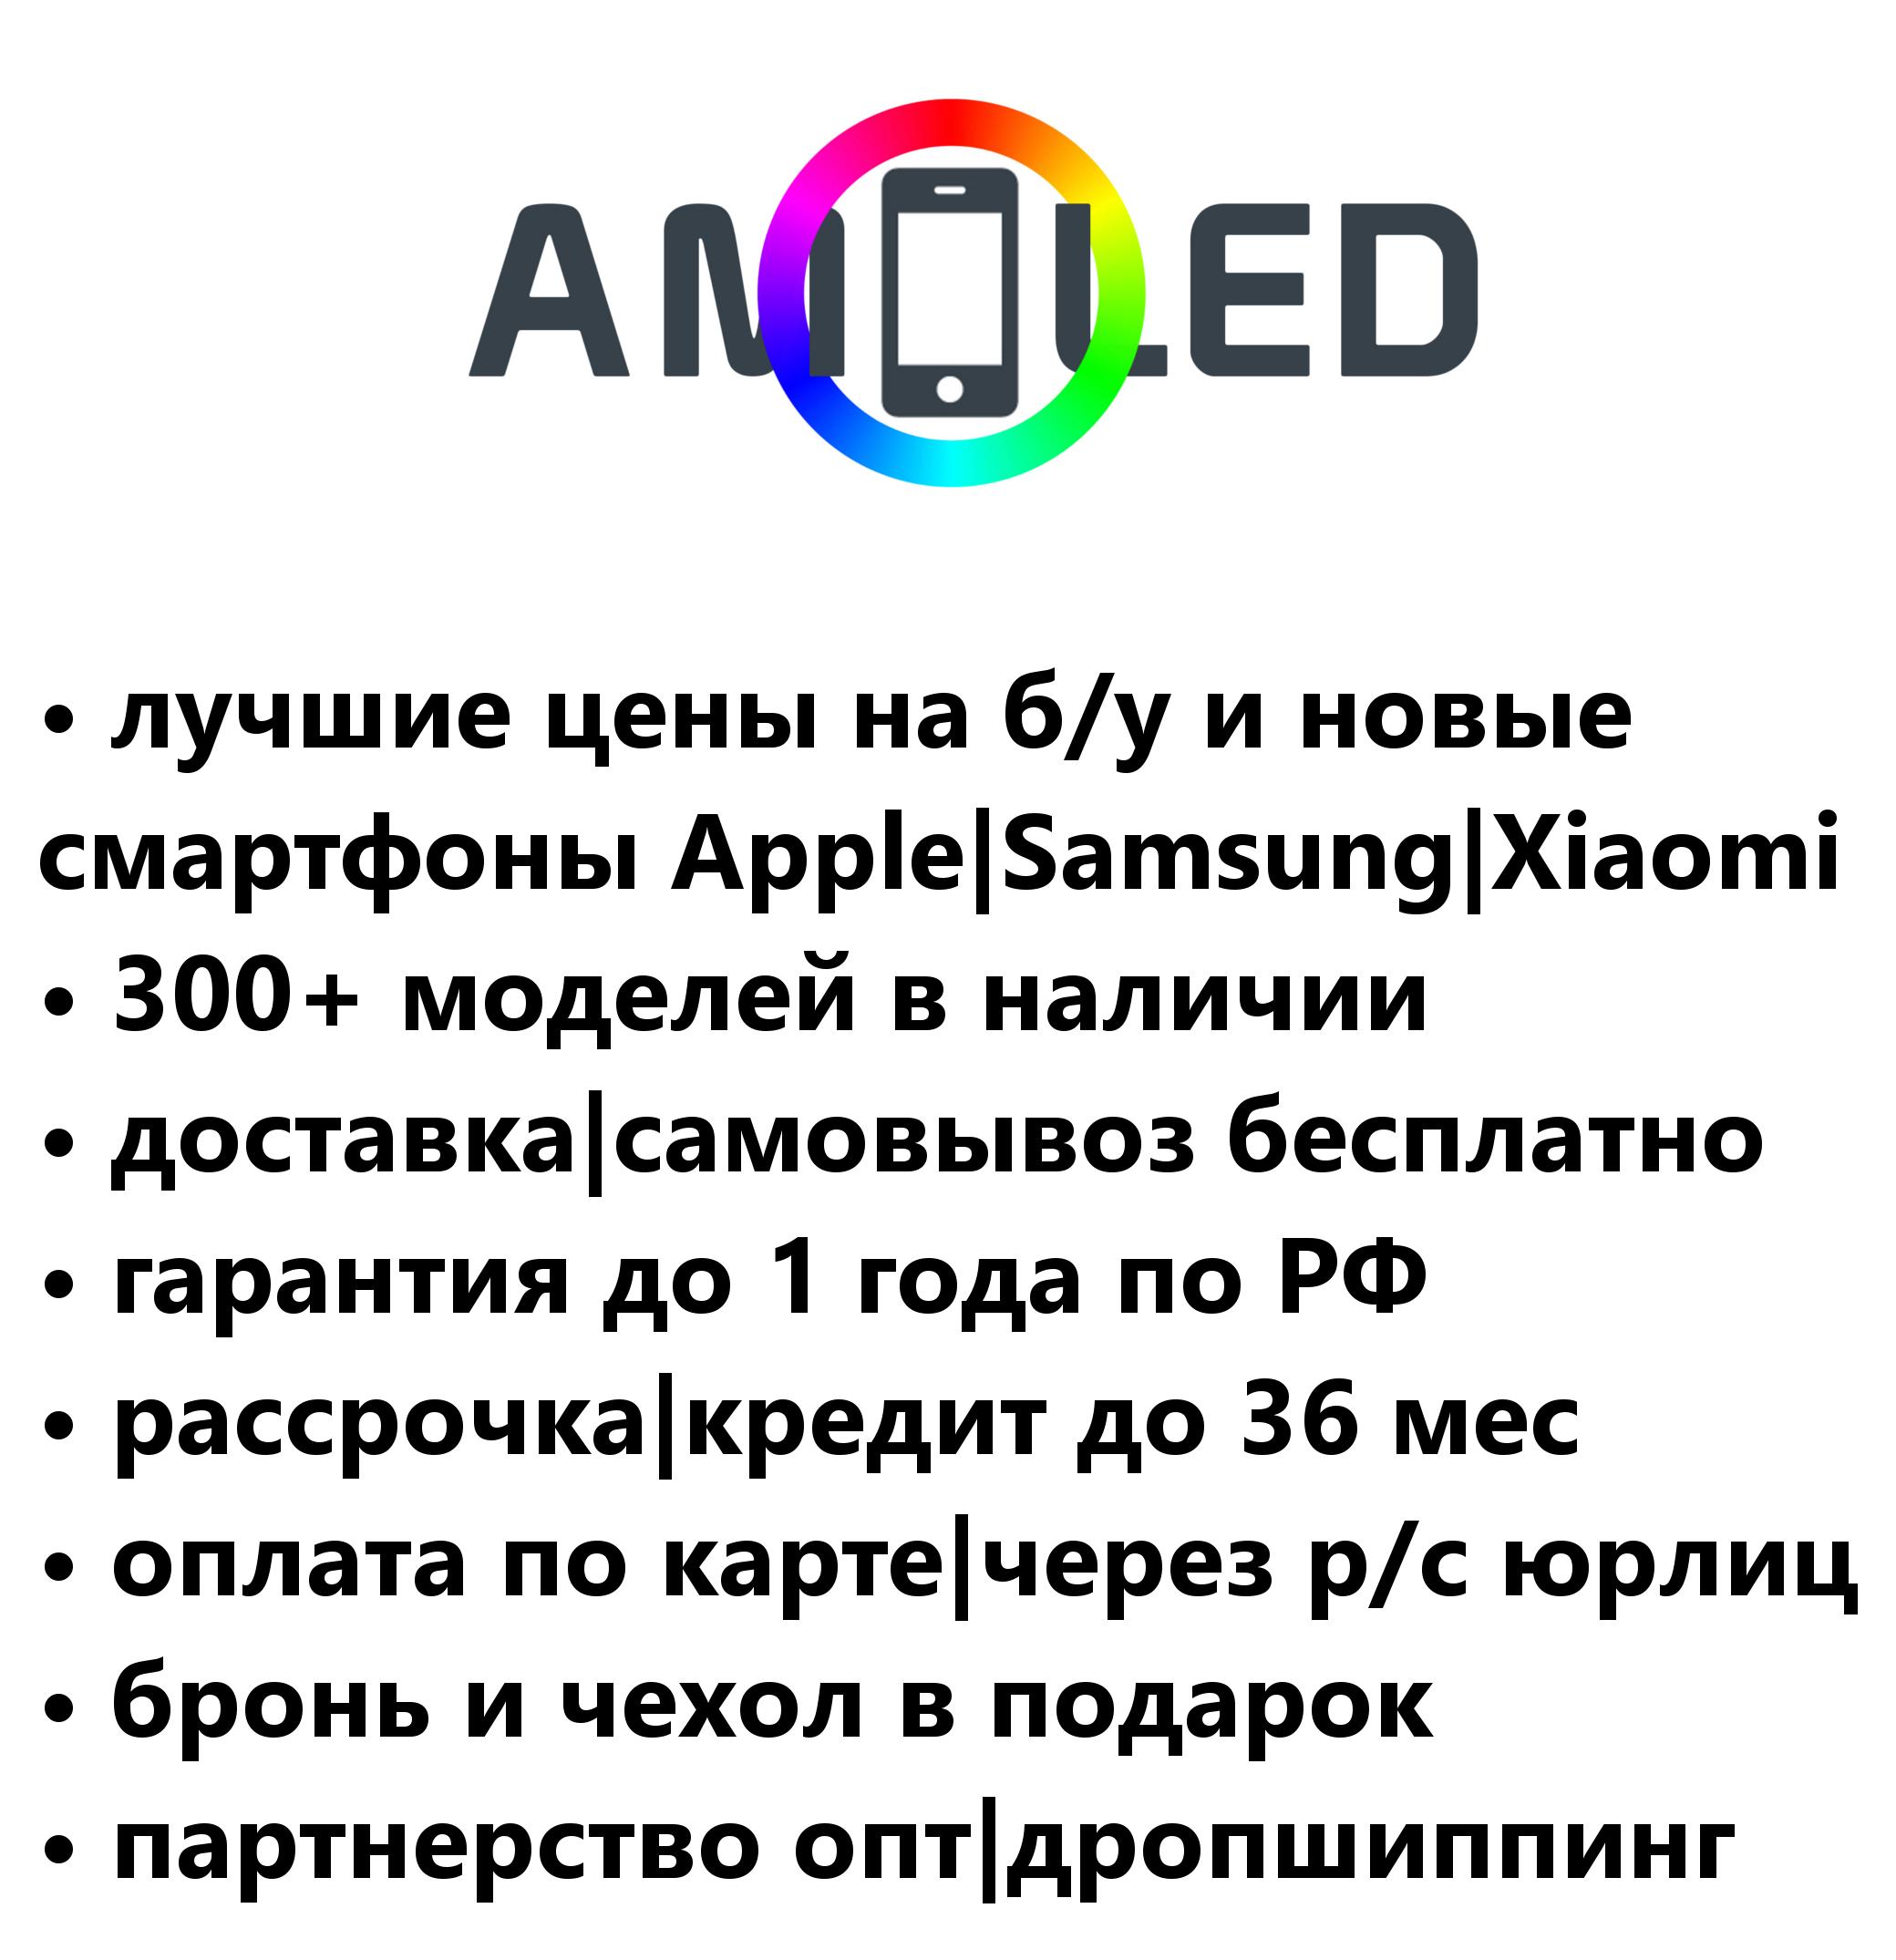 AMOLED
• лучшие цены на б/у и новые
смартфоны Apple|Samsung|Xiaomi
• 300+ моделей в наличии
• доставка|самовывоз бесплатно
• гарантия до 1 года по РФ
• рассрочка|кредит до 36 мес
• оплата по карте|через р/с юрлиц
• бронь и чехол в подарок
• партнерство опт|дропшиппинг